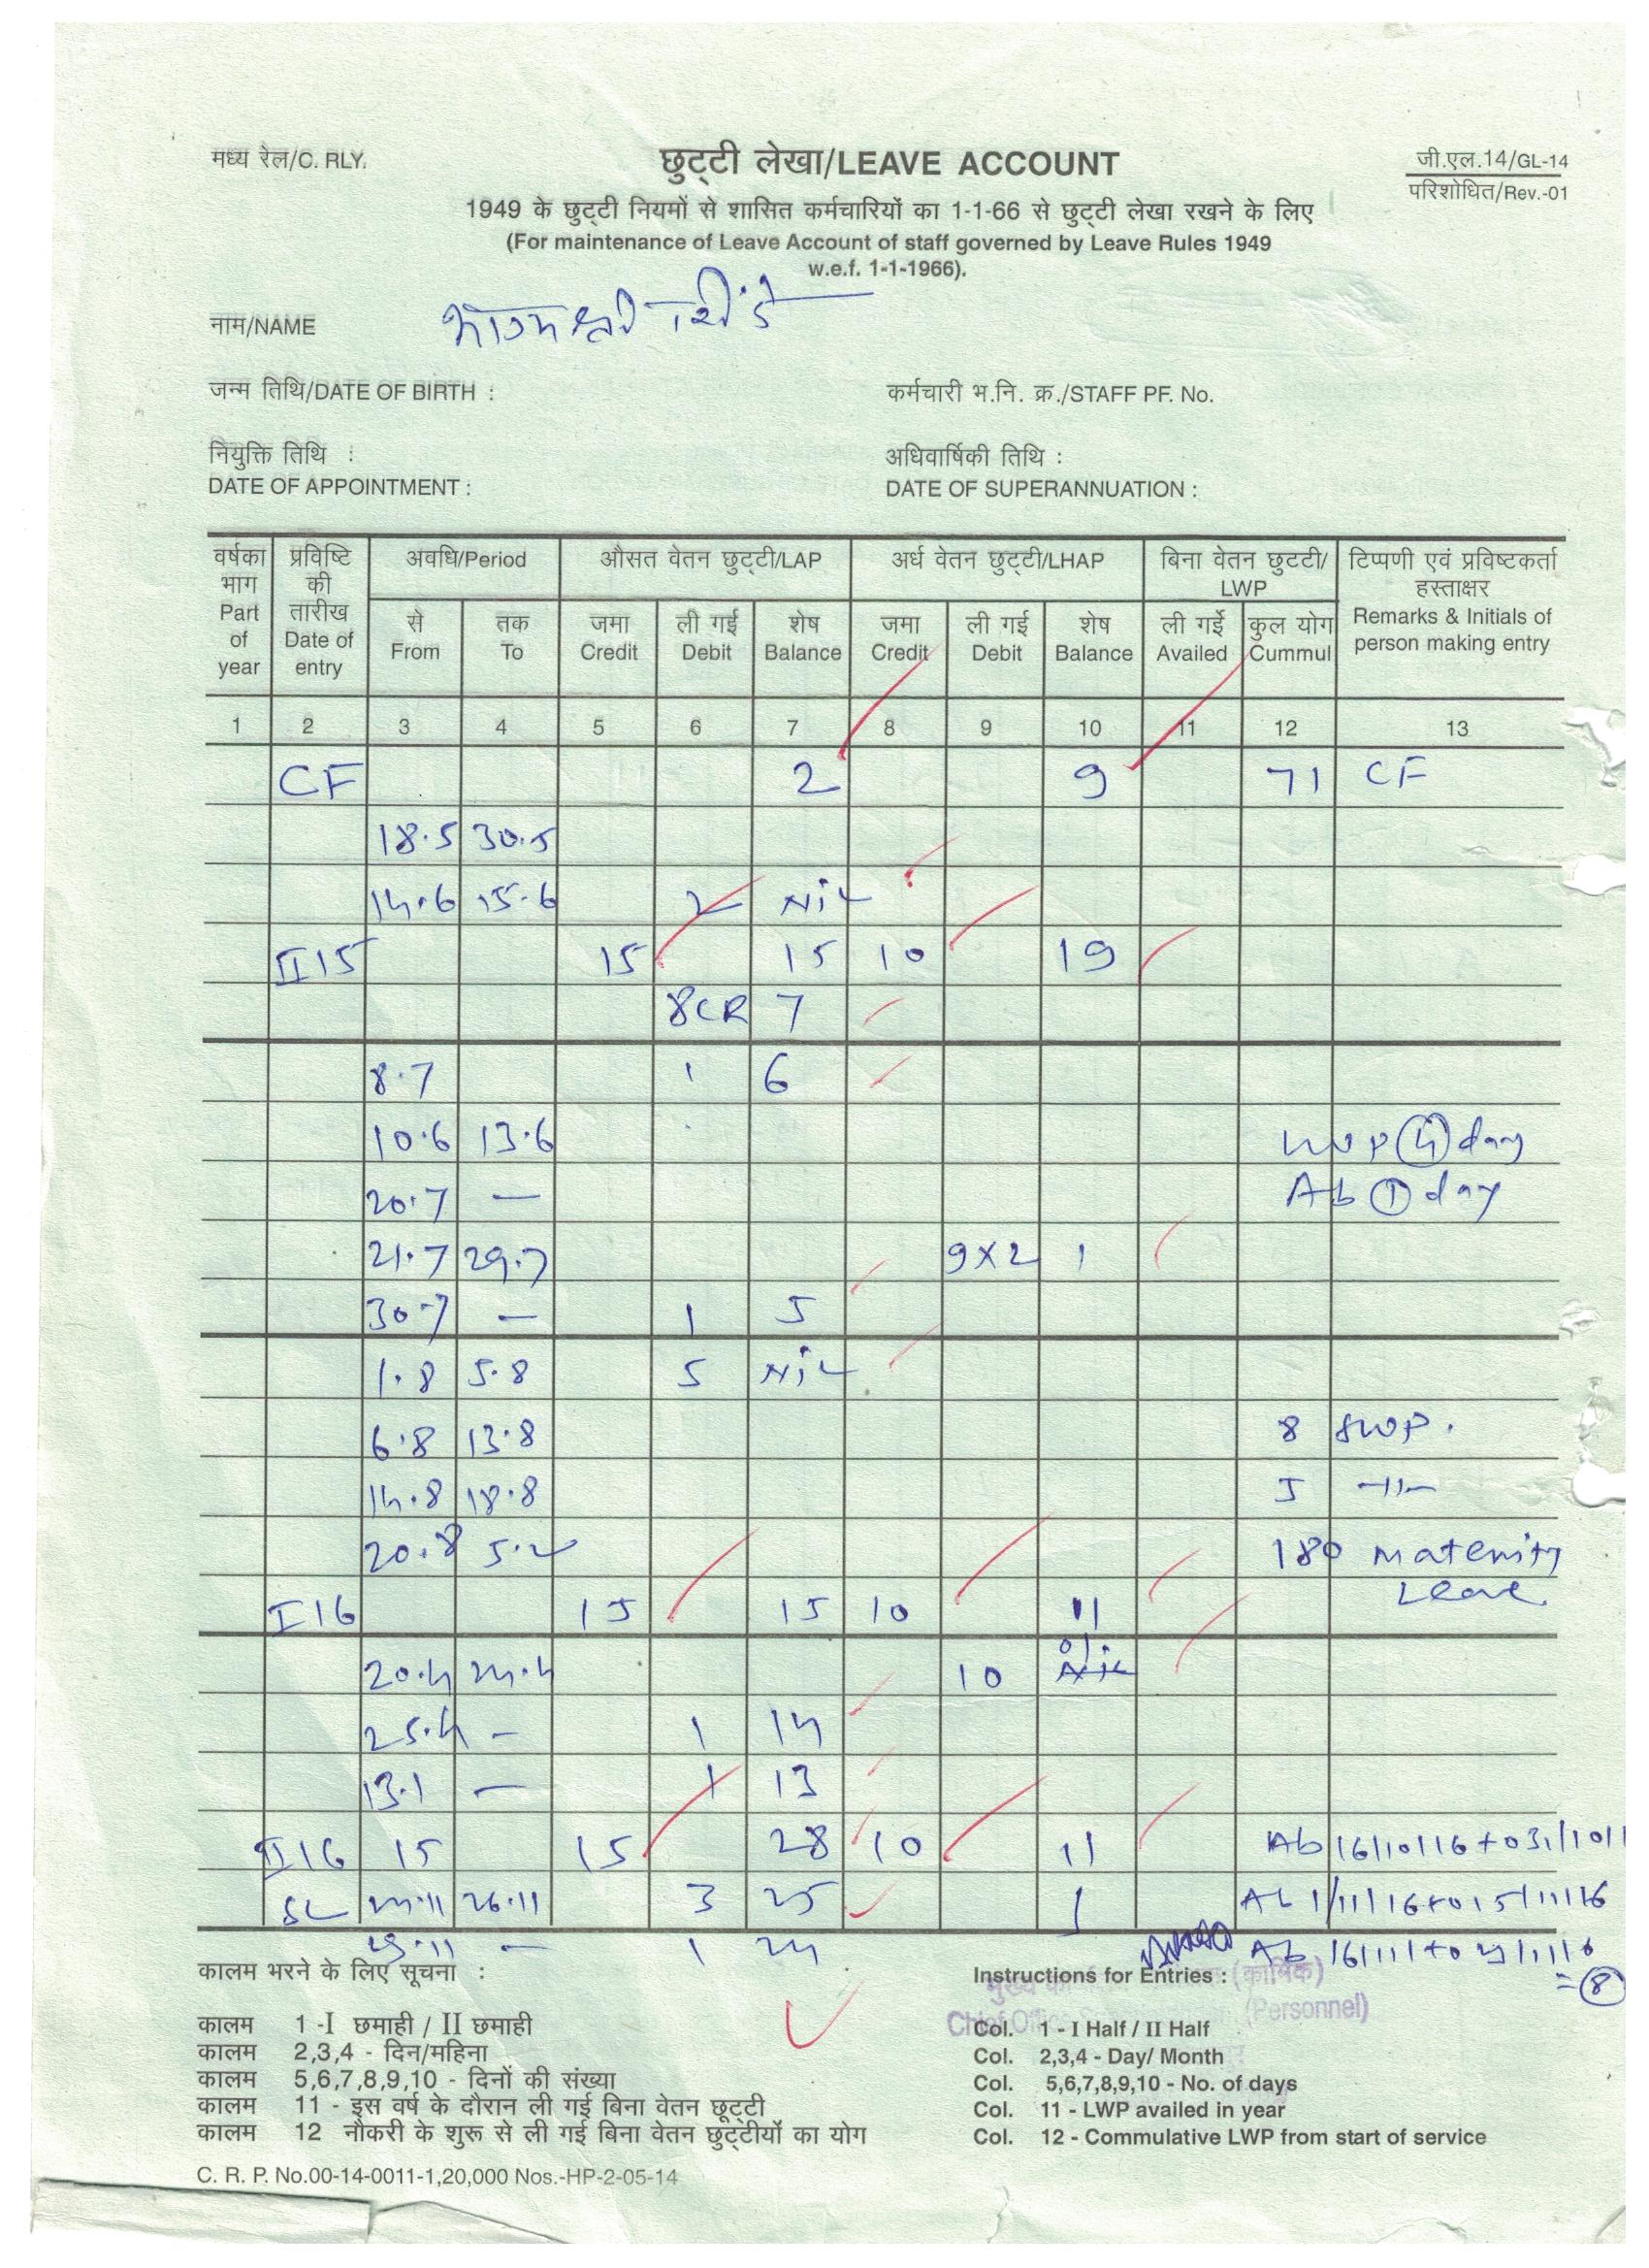 मध्य रेल/C. RLY.
छुट्टी लेखा/LEAVE ACCOUNT
जी.एल.14/GL-14
परिशोधित/Rev.-01
1949 के छुट्टी नियमों से शासित कर्मचारियों का 1-1-66 से छुट्टी लेखा रखने के लिए
(For maintenance of Leave Account of staff governed by Leave Rules 1949
w.e.f. 1-1-1966).
नाम/NAME
जन्म तिथि/DATE OF BIRTH :
कर्मचारी भ.नि. क्र./STAFF PF. No.
नियुक्ति तिथि :
DATE OF APPOINTMENT :
अधिवार्षिकी तिथि :
DATE OF SUPERANNUATION :
वर्षका भाग Part of year
प्रविष्टि की तारीख Date of entry
अवधि/Period
औसत वेतन छुट्टी/LAP
अर्ध वेतन छुट्टी/LHAP
बिना वेतन छुटटी/ LWP
टिप्पणी एवं प्रविष्टकर्ता हस्ताक्षर Remarks & Initials of person making entry
से From
तक To
जमा Credit
ली गई Debit
शेष Balance
जमा Credit
ली गई Debit
शेष Balance
ली गर्इे Availed
कुल योग Cummul
1 2 3 4 5 6 7 8 9 10 11 12 13
CF 2 9 71 CF
18.5 30.5
14.6 15.6 2 Nil
II 15 15 15 10 19
8CR 7
8.7 1 6
10.6 13.6 LWP (4) day
20.7 — Ab (1) day
21.7 29.7 9x2 1
30.7 — 1 5
1.8 5.8 5 Nil
6.8 13.8 8 LWP.
14.8 18.8 5 -11-
20.8 5.2 180 Maternity
Leave
I 16 15 15 10 11
20.4 24.4 10 01
25.4 - 1 14
13.1 — 1 13
II 16 15 15 28 10 11 Ab 16/10/16 to 31/10/1
SL 24.11 26.11 3 25 1 Ab 1/11/16 to 15/11/16
29.11 — 1 24 Ab 16/11/ to 23/11/16
= (8)
कालम भरने के लिए सूचना :
Instructions for Entries :
(कार्मिक)
(Personnel)
कालम 1 -I छमाही / II छमाही
Col. 1 - I Half / II Half
कालम 2,3,4 - दिन/महिना
Col. 2,3,4 - Day/ Month
कालम 5,6,7,8,9,10 - दिनों की संख्या
Col. 5,6,7,8,9,10 - No. of days
कालम 11 - इस वर्ष के दौरान ली गई बिना वेतन छूट्टी
Col. 11 - LWP availed in year
कालम 12 नौकरी के शुरू से ली गई बिना वेतन छुट्टीयों का योग
Col. 12 - Commulative LWP from start of service
C. R. P. No.00-14-0011-1,20,000 Nos.-HP-2-05-14